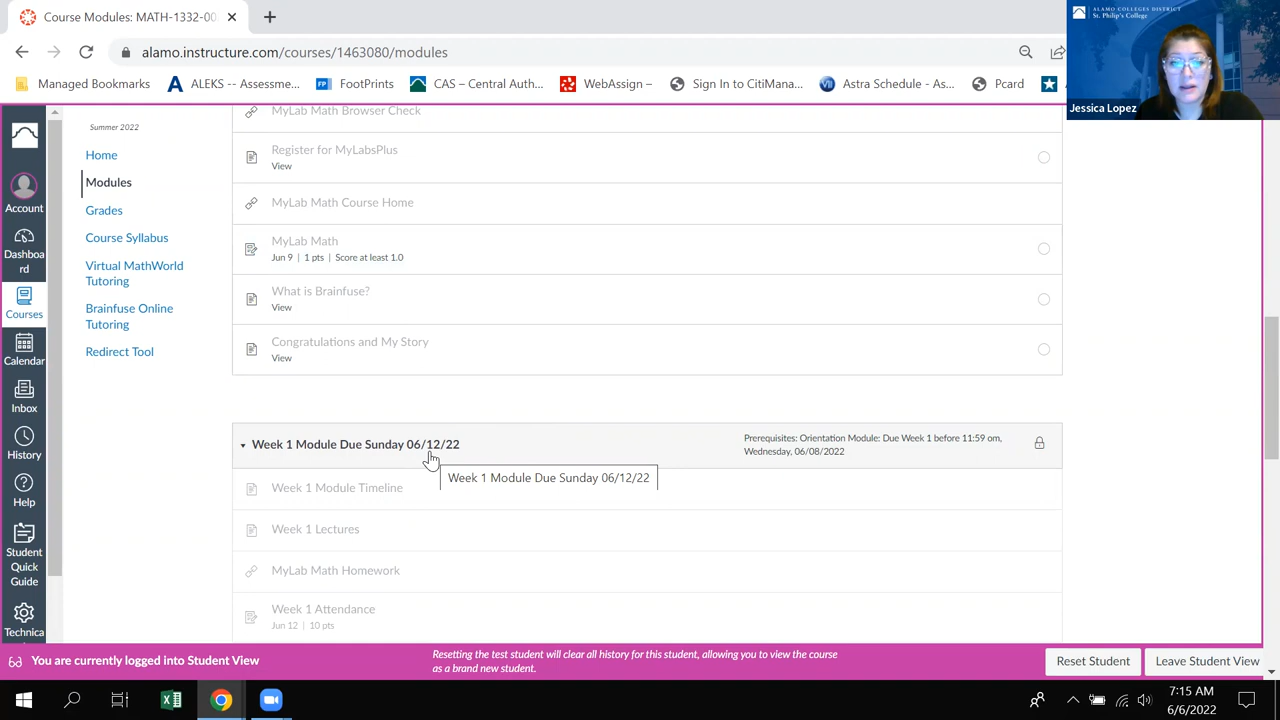 Course Modules: MATH-1332-00
alamo.instructure.com/courses/1463080/modules
Managed Bookmarks
ALEKS -- Assessme...
FootPrints
CAS – Central Auth...
WebAssign –
Sign In to CitiMana...
Astra Schedule - As...
Pcard
ALAMO COLLEGES DISTRICT
St. Philip's College
Jessica Lopez
Account
Dashboa
rd
Courses
Calendar
Inbox
History
Help
Student
Quick
Guide
Technica
Summer 2022
Home
Modules
Grades
Course Syllabus
Virtual MathWorld
Tutoring
Brainfuse Online
Tutoring
Redirect Tool
MyLab Math Browser Check
Register for MyLabsPlus
View
MyLab Math Course Home
MyLab Math
Jun 9 | 1 pts | Score at least 1.0
What is Brainfuse?
View
Congratulations and My Story
View
Week 1 Module Due Sunday 06/12/22
Prerequisites: Orientation Module: Due Week 1 before 11:59 om,
Wednesday, 06/08/2022
Week 1 Module Due Sunday 06/12/22
Week 1 Module Timeline
Week 1 Lectures
MyLab Math Homework
Week 1 Attendance
Jun 12 | 10 pts
You are currently logged into Student View
Resetting the test student will clear all history for this student, allowing you to view the course
as a brand new student.
Reset Student
Leave Student View
7:15 AM
6/6/2022